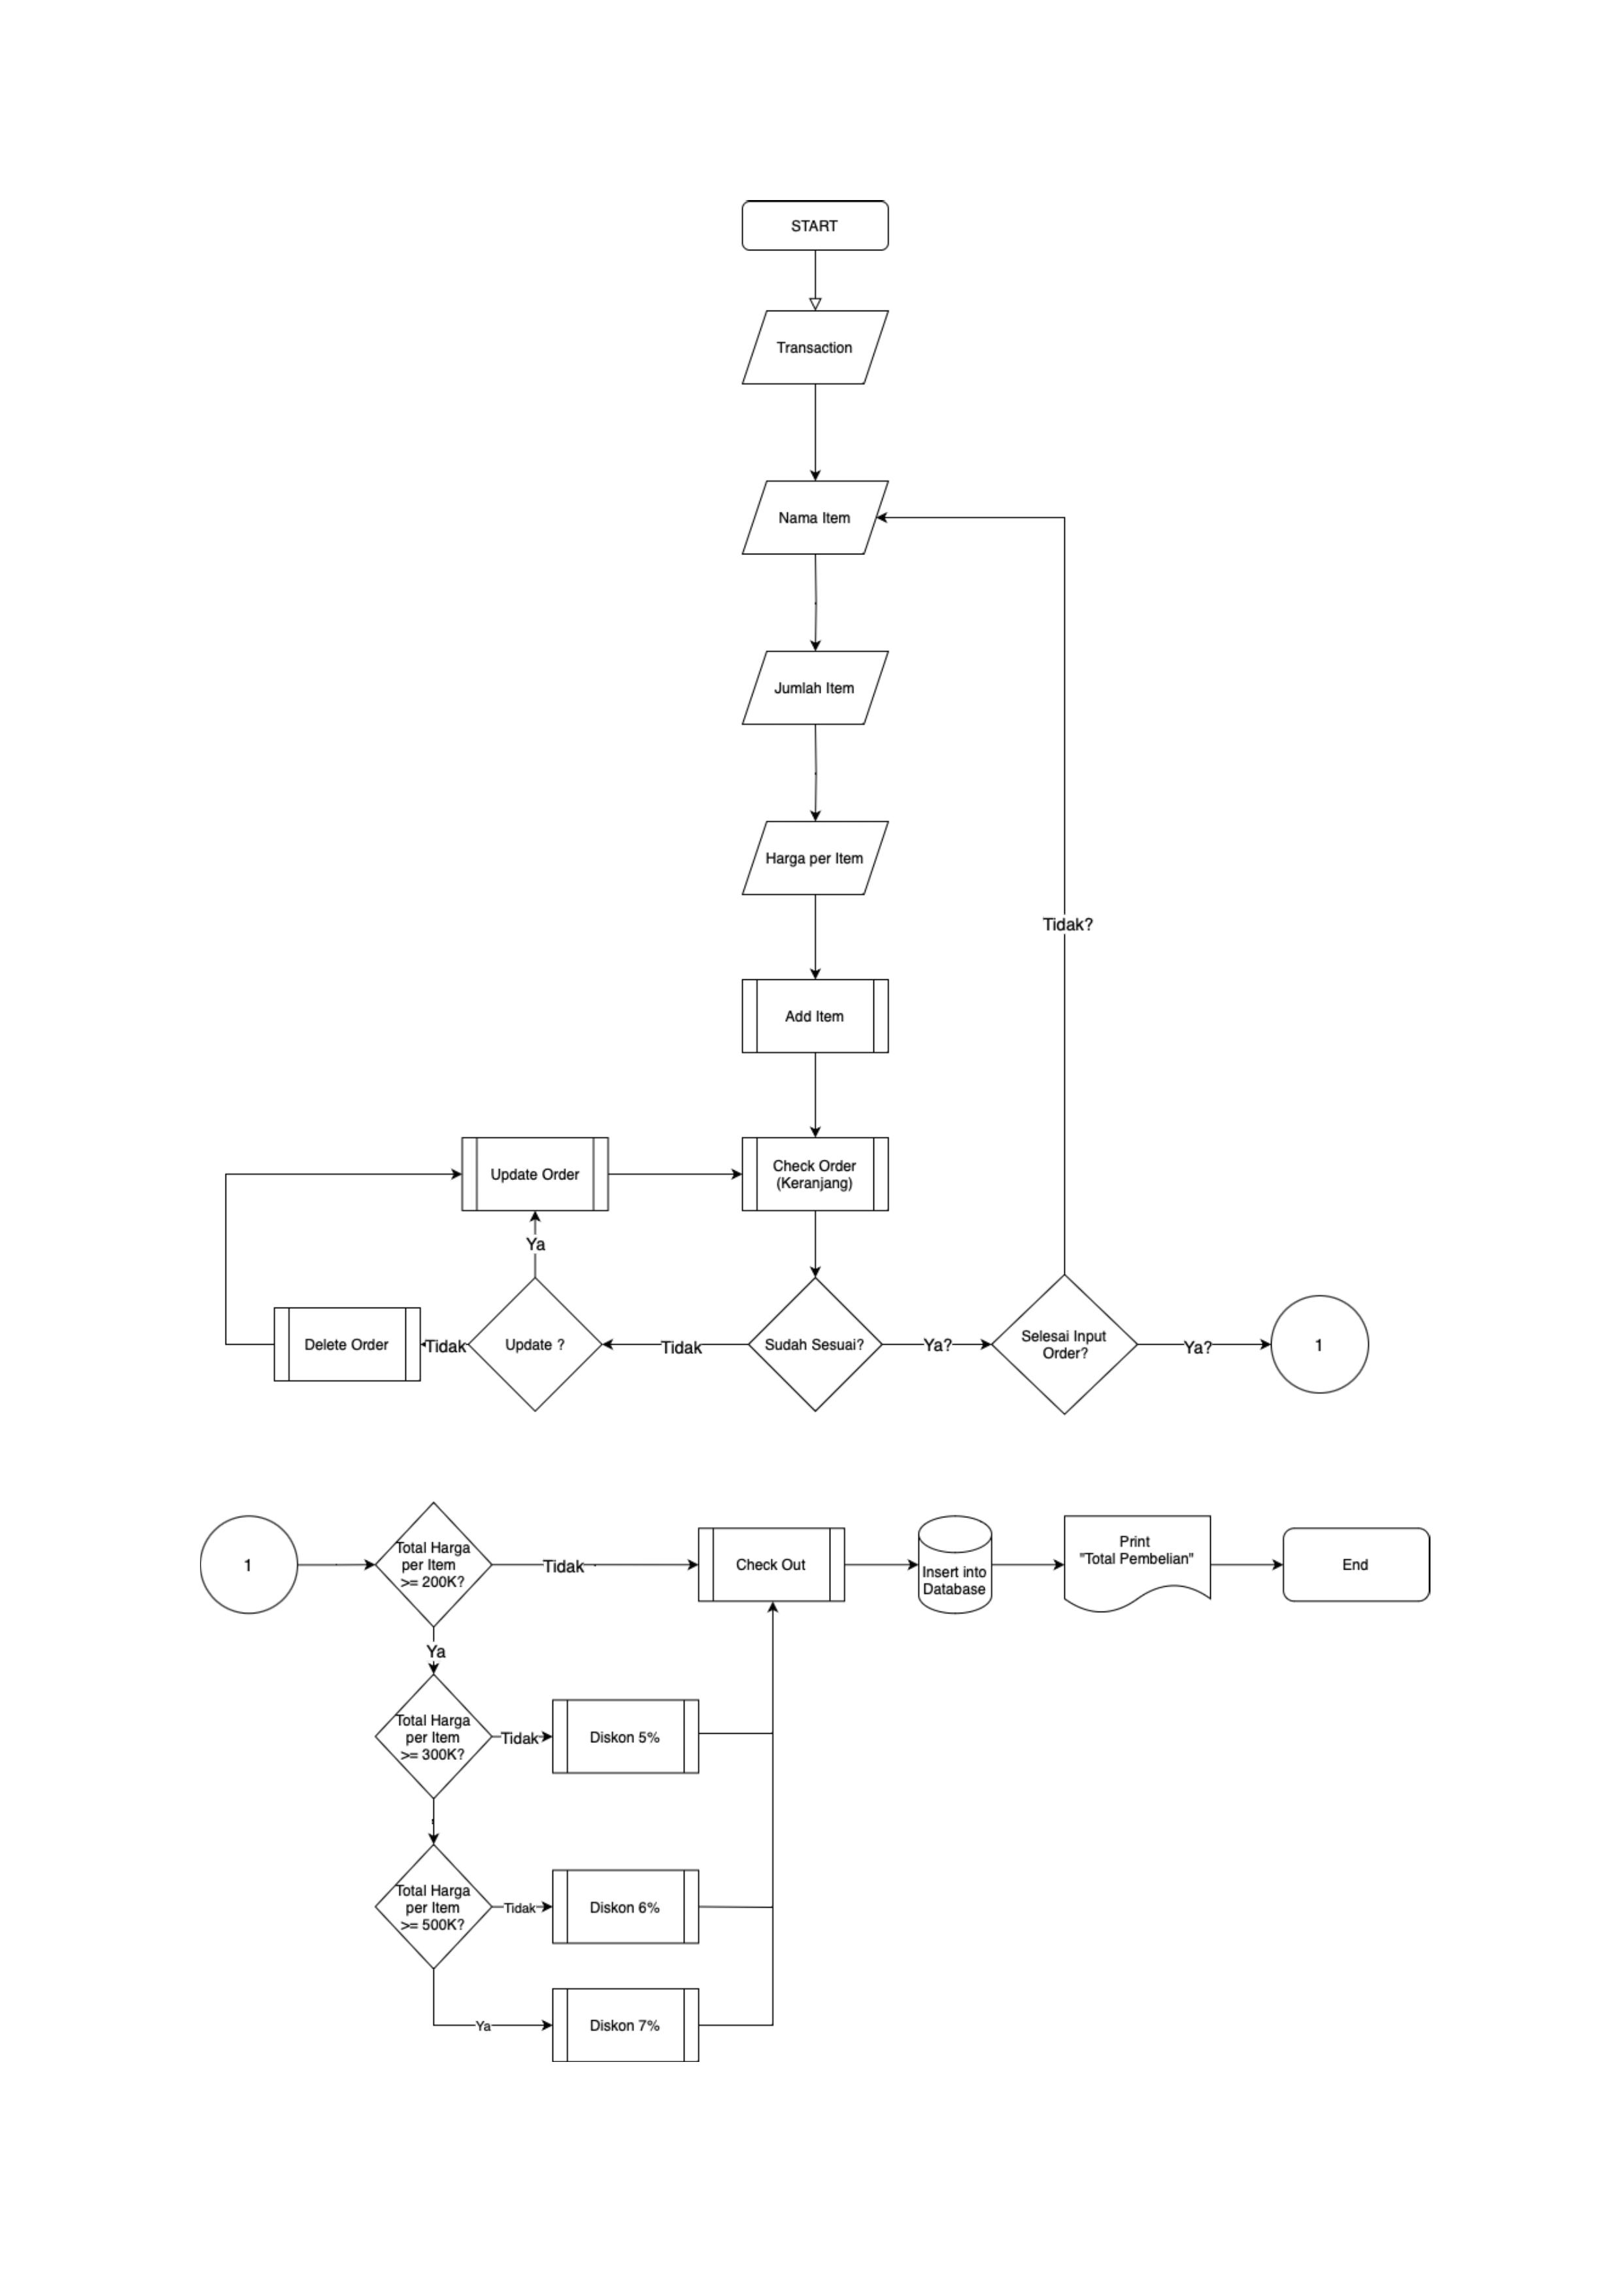 START
Transaction
Nama Item
Jumlah Item
Harga per Item
Tidak?
Add Item
Update Order
Check Order
(Keranjang)
Ya
Delete Order
Tidak
Update ?
Tidak
Sudah Sesuai?
Ya?
Selesai Input
Order?
Ya?
1
1
Total Harga
per Item
>= 200K?
Tidak
Check Out
Insert into
Database
Print
"Total Pembelian"
End
Ya
Total Harga
per Item
>= 300K?
Tidak
Diskon 5%
Total Harga
per Item
>= 500K?
Tidak
Diskon 6%
Ya
Diskon 7%